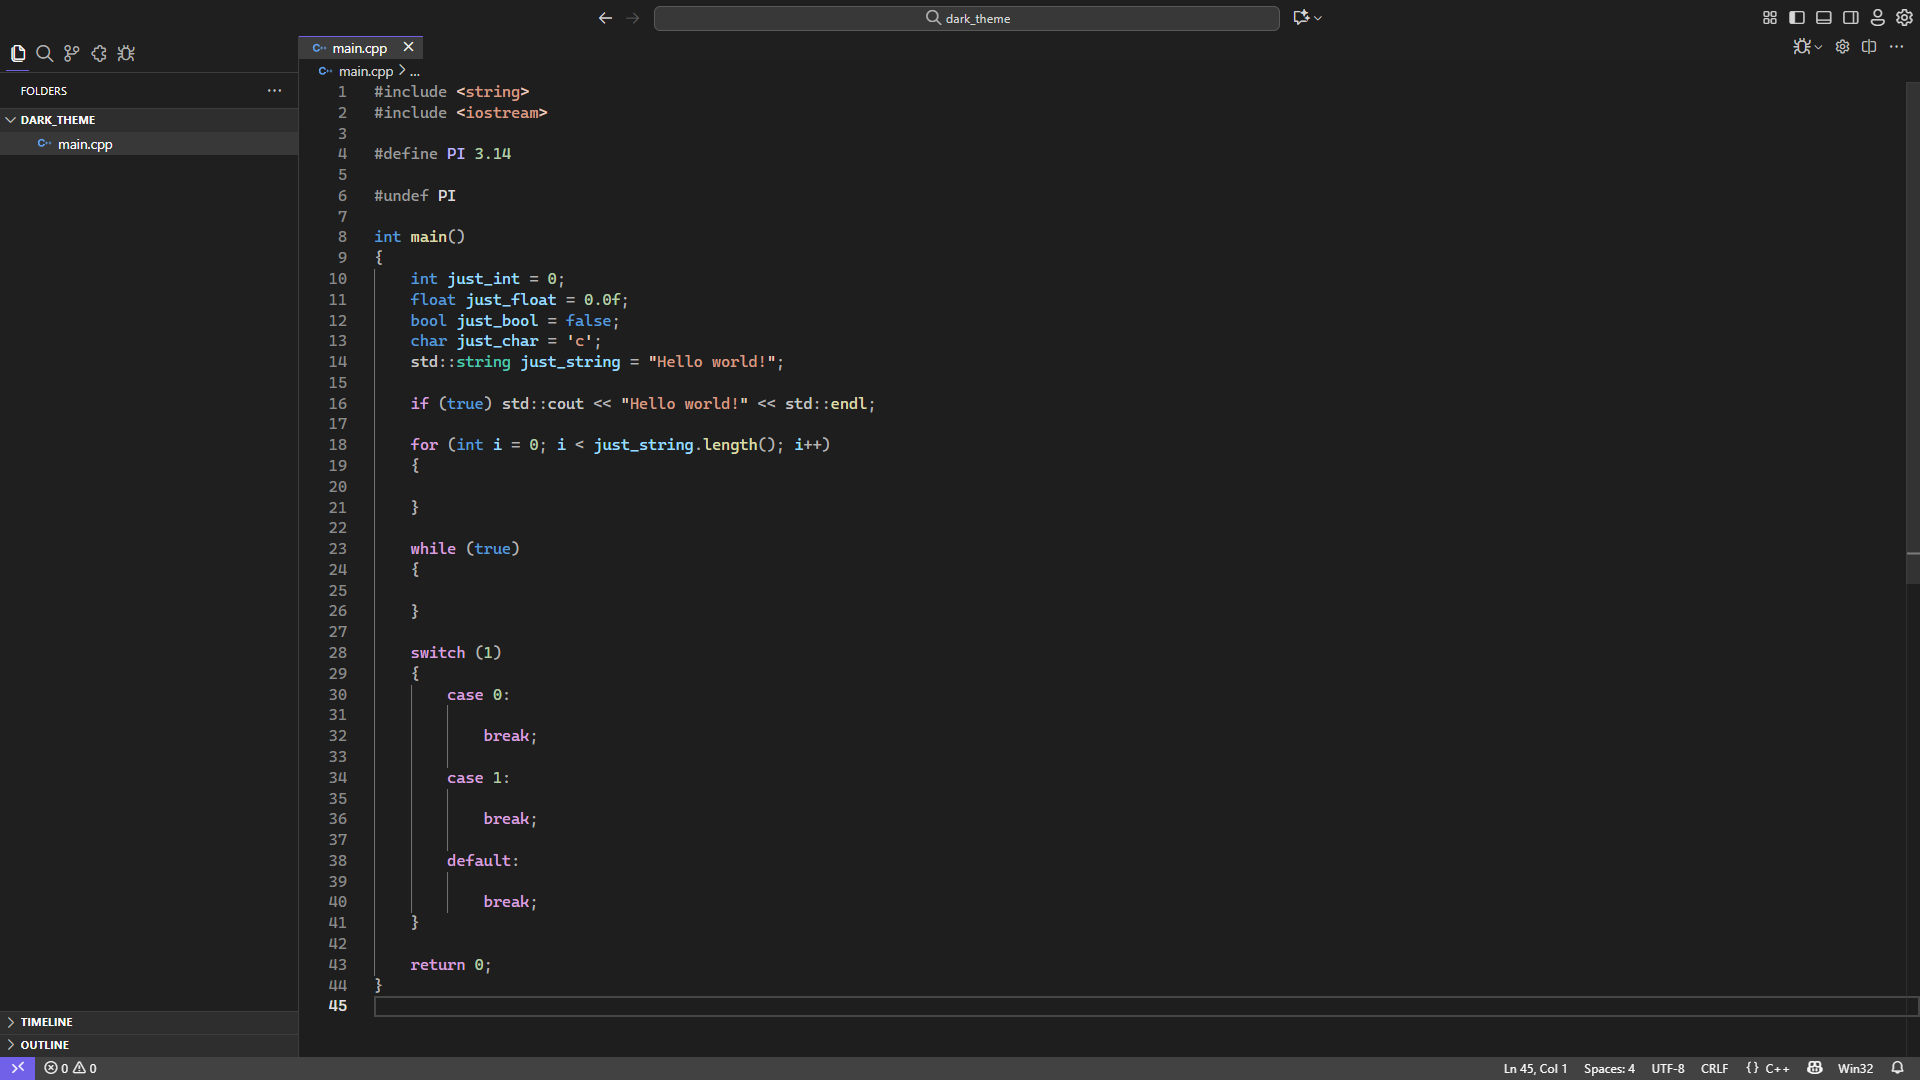 dark_theme
FOLDERS
DARK_THEME
C++ main.cpp
C++ main.cpp
C++ main.cpp > ...
1 #include <string>
2 #include <iostream>
3
4 #define PI 3.14
5
6 #undef PI
7
8 int main()
9 {
10     int just_int = 0;
11     float just_float = 0.0f;
12     bool just_bool = false;
13     char just_char = 'c';
14     std::string just_string = "Hello world!";
15
16     if (true) std::cout << "Hello world!" << std::endl;
17
18     for (int i = 0; i < just_string.length(); i++)
19     {
20
21     }
22
23     while (true)
24     {
25
26     }
27
28     switch (1)
29     {
30         case 0:
31
32             break;
33
34         case 1:
35
36             break;
37
38         default:
39
40             break;
41     }
42
43     return 0;
44 }
45
TIMELINE
OUTLINE
0 0 Ln 45, Col 1 Spaces: 4 UTF-8 CRLF {} C++ Win32